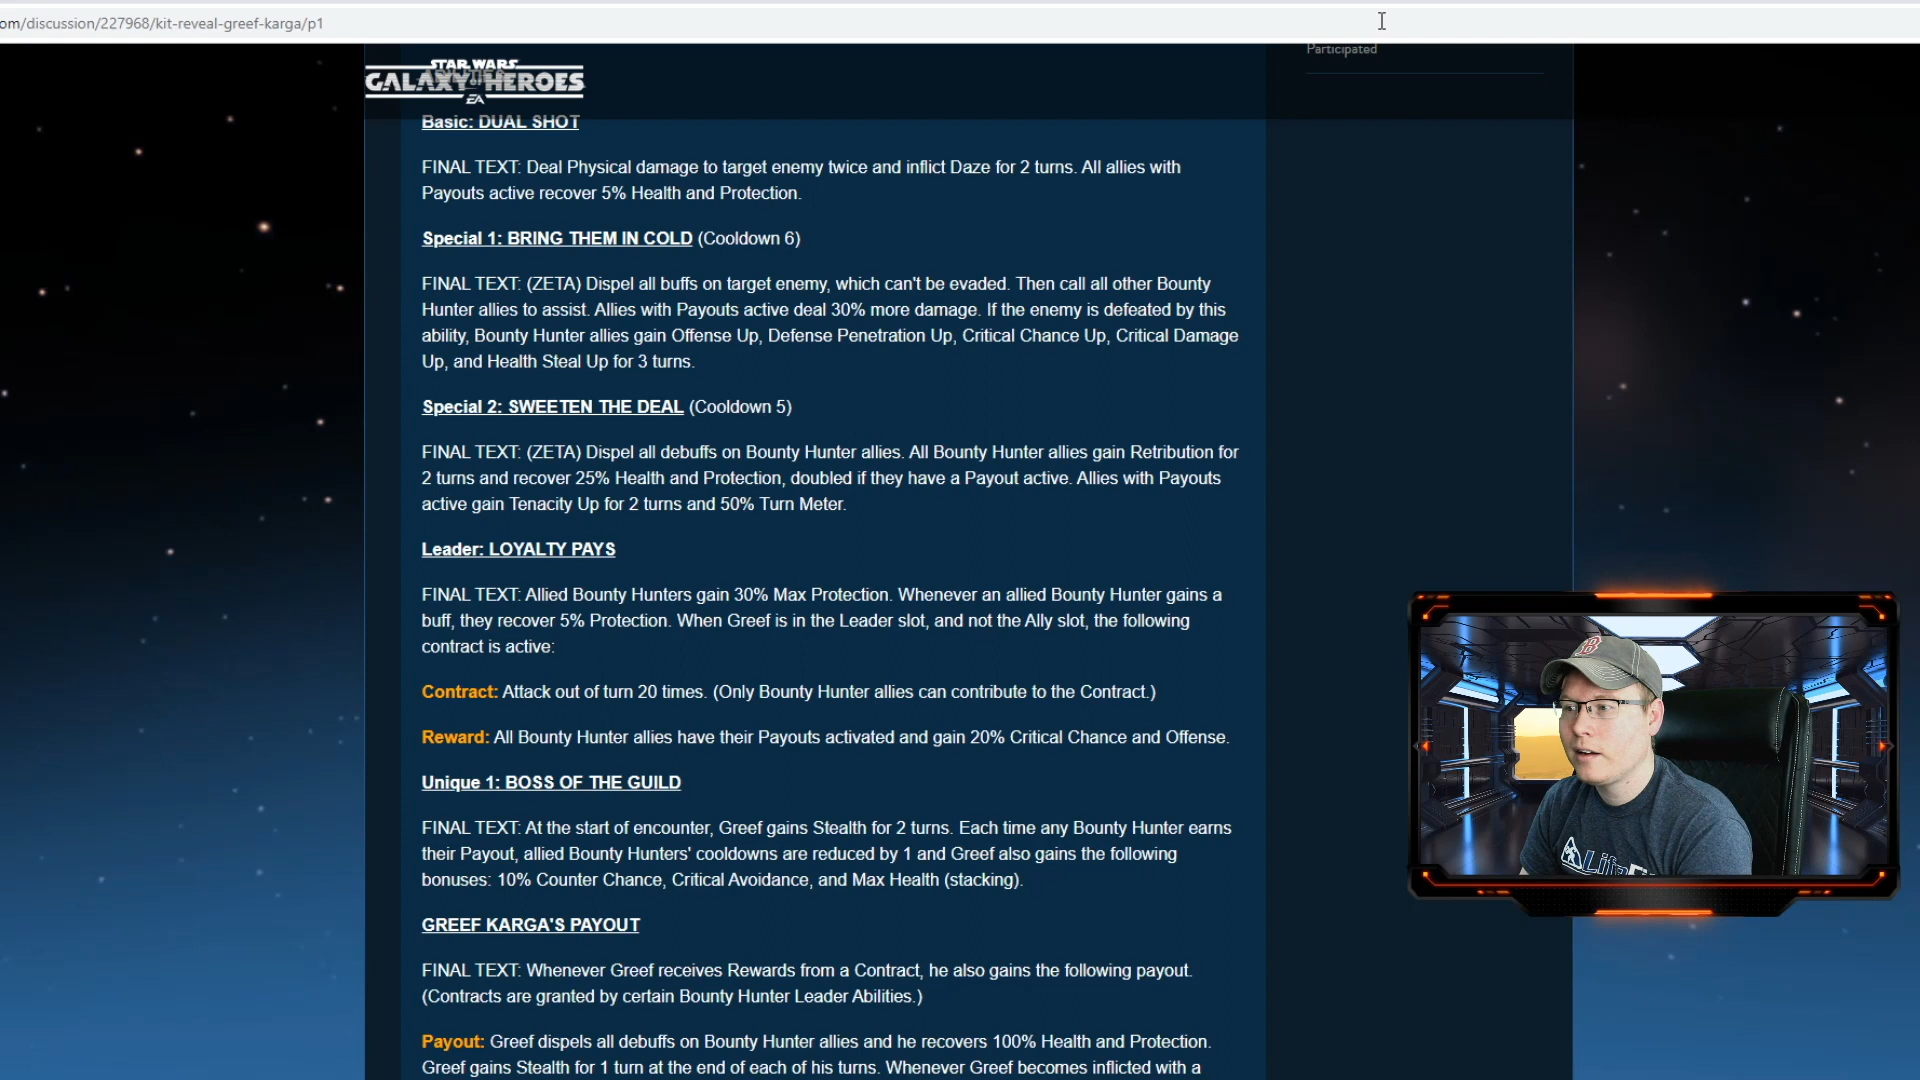 om/discussion/227968/kit-reveal-greef-karga/p1
Participated
STAR WARS
GALAXY OF HEROES
EA
Basic: DUAL SHOT
FINAL TEXT: Deal Physical damage to target enemy twice and inflict Daze for 2 turns. All allies with
Payouts active recover 5% Health and Protection.
Special 1: BRING THEM IN COLD (Cooldown 6)
FINAL TEXT: (ZETA) Dispel all buffs on target enemy, which can't be evaded. Then call all other Bounty
Hunter allies to assist. Allies with Payouts active deal 30% more damage. If the enemy is defeated by this
ability, Bounty Hunter allies gain Offense Up, Defense Penetration Up, Critical Chance Up, Critical Damage
Up, and Health Steal Up for 3 turns.
Special 2: SWEETEN THE DEAL (Cooldown 5)
FINAL TEXT: (ZETA) Dispel all debuffs on Bounty Hunter allies. All Bounty Hunter allies gain Retribution for
2 turns and recover 25% Health and Protection, doubled if they have a Payout active. Allies with Payouts
active gain Tenacity Up for 2 turns and 50% Turn Meter.
Leader: LOYALTY PAYS
FINAL TEXT: Allied Bounty Hunters gain 30% Max Protection. Whenever an allied Bounty Hunter gains a
buff, they recover 5% Protection. When Greef is in the Leader slot, and not the Ally slot, the following
contract is active:
Contract: Attack out of turn 20 times. (Only Bounty Hunter allies can contribute to the Contract.)
Reward: All Bounty Hunter allies have their Payouts activated and gain 20% Critical Chance and Offense.
Unique 1: BOSS OF THE GUILD
FINAL TEXT: At the start of encounter, Greef gains Stealth for 2 turns. Each time any Bounty Hunter earns
their Payout, allied Bounty Hunters' cooldowns are reduced by 1 and Greef also gains the following
bonuses: 10% Counter Chance, Critical Avoidance, and Max Health (stacking).
GREEF KARGA'S PAYOUT
FINAL TEXT: Whenever Greef receives Rewards from a Contract, he also gains the following payout.
(Contracts are granted by certain Bounty Hunter Leader Abilities.)
Payout: Greef dispels all debuffs on Bounty Hunter allies and he recovers 100% Health and Protection.
Greef gains Stealth for 1 turn at the end of each of his turns. Whenever Greef becomes inflicted with a
B